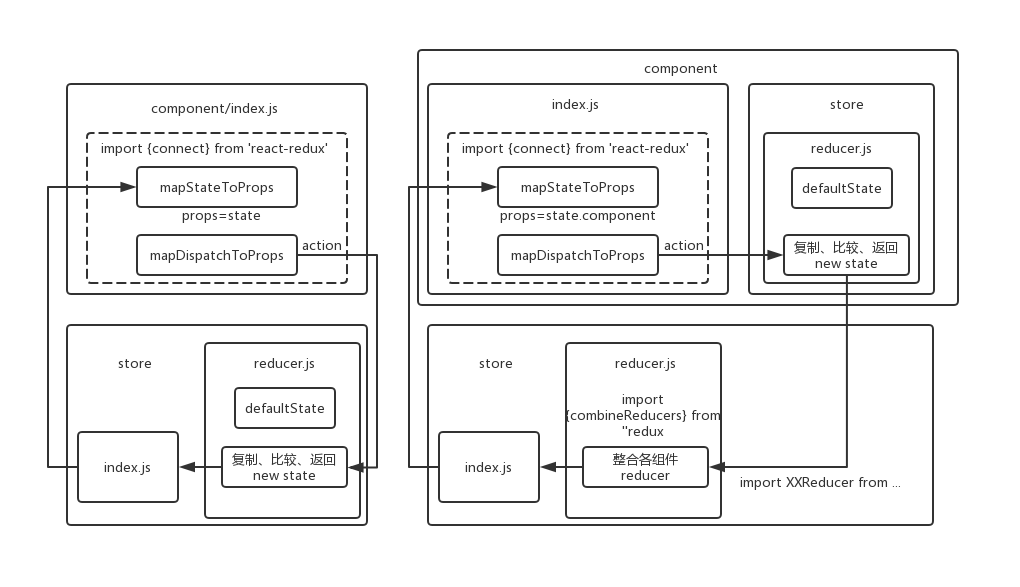 component/index.js
import {connect} from 'react-redux'
mapStateToProps
props=state
mapDispatchToProps
action
store
reducer.js
defaultState
index.js
复制、比较、返回
new state
component
index.js
import {connect} from 'react-redux'
mapStateToProps
props=state.component
mapDispatchToProps
action
store
reducer.js
defaultState
复制、比较、返回
new state
store
reducer.js
import
{combineReducers} from
"redux
index.js
整合各组件
reducer
import XXReducer from ...